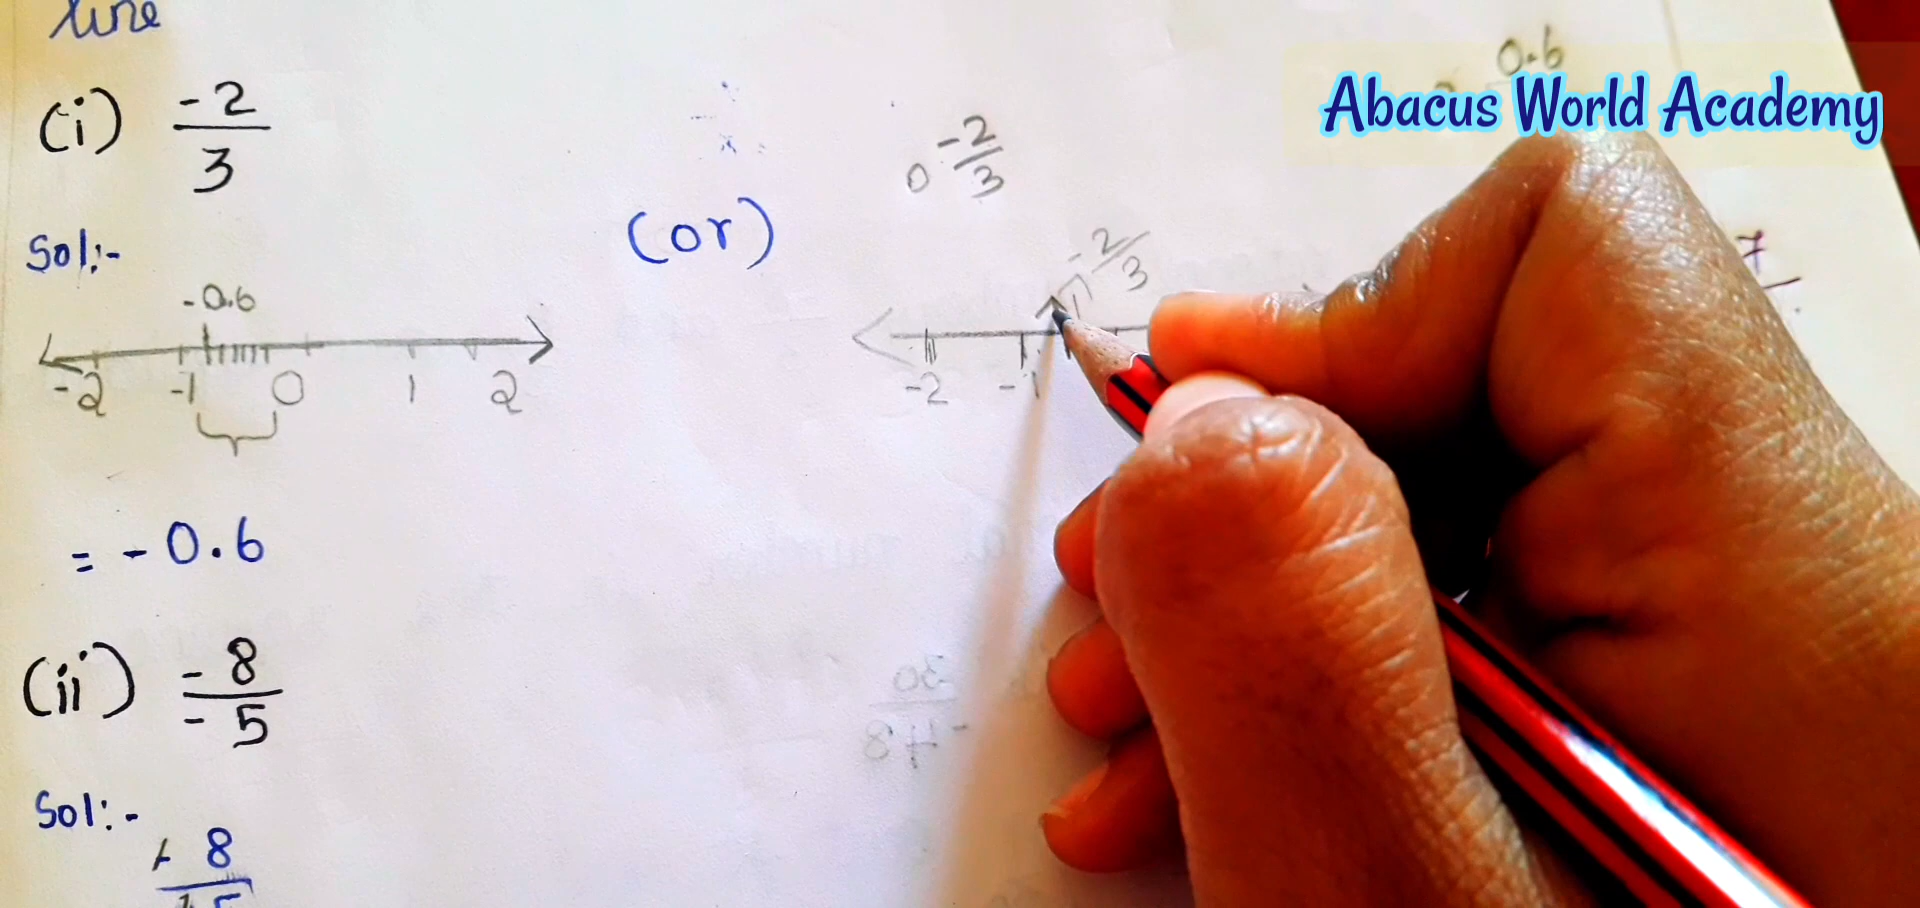 line
(i) -2/3
Sol:-
-0.6
-2 -1 0 1 2
= -0.6
(ii) -8/-5
Sol:-
(or)
0 -2/3
-2/3
-2 -1
0.6
Abacus World Academy
7